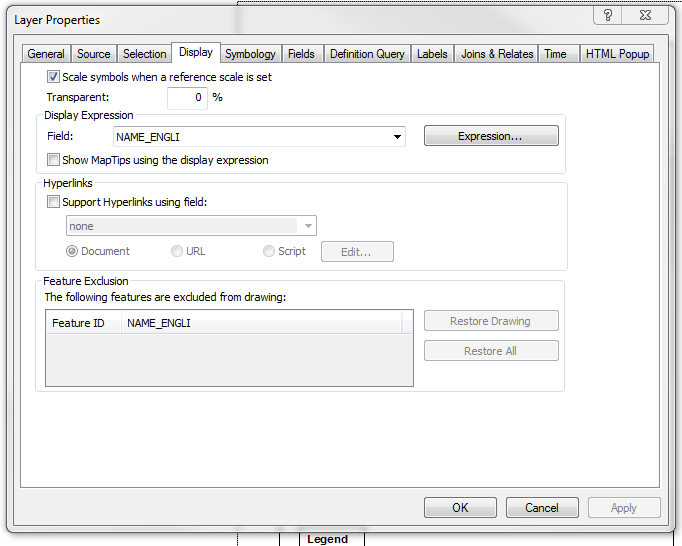 Layer Properties
General Source Selection Display Symbology Fields Definition Query Labels Joins & Relates Time HTML Popup
Scale symbols when a reference scale is set
Transparent: 0 %
Display Expression
Field: NAME_ENGLI Expression...
Show MapTips using the display expression
Hyperlinks
Support Hyperlinks using field:
none
Document URL Script Edit...
Feature Exclusion
The following features are excluded from drawing:
Feature ID NAME_ENGLI Restore Drawing
Restore All
OK Cancel Apply
Legend